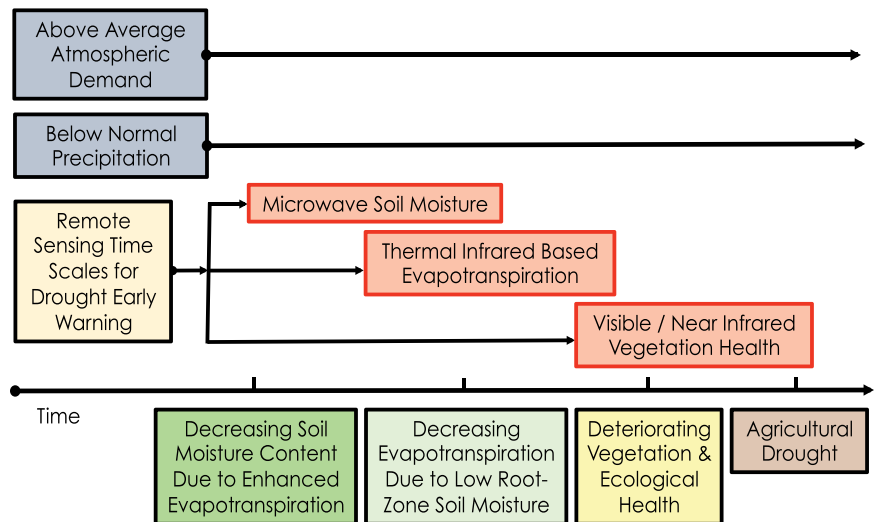 Above Average
Atmospheric
Demand
Below Normal
Precipitation
Remote
Sensing Time
Scales for
Drought Early
Warning
Microwave Soil Moisture
Thermal Infrared Based
Evapotranspiration
Visible / Near Infrared
Vegetation Health
Time
Decreasing Soil
Moisture Content
Due to Enhanced
Evapotranspiration
Decreasing
Evapotranspiration
Due to Low Root-
Zone Soil Moisture
Deteriorating
Vegetation &
Ecological
Health
Agricultural
Drought